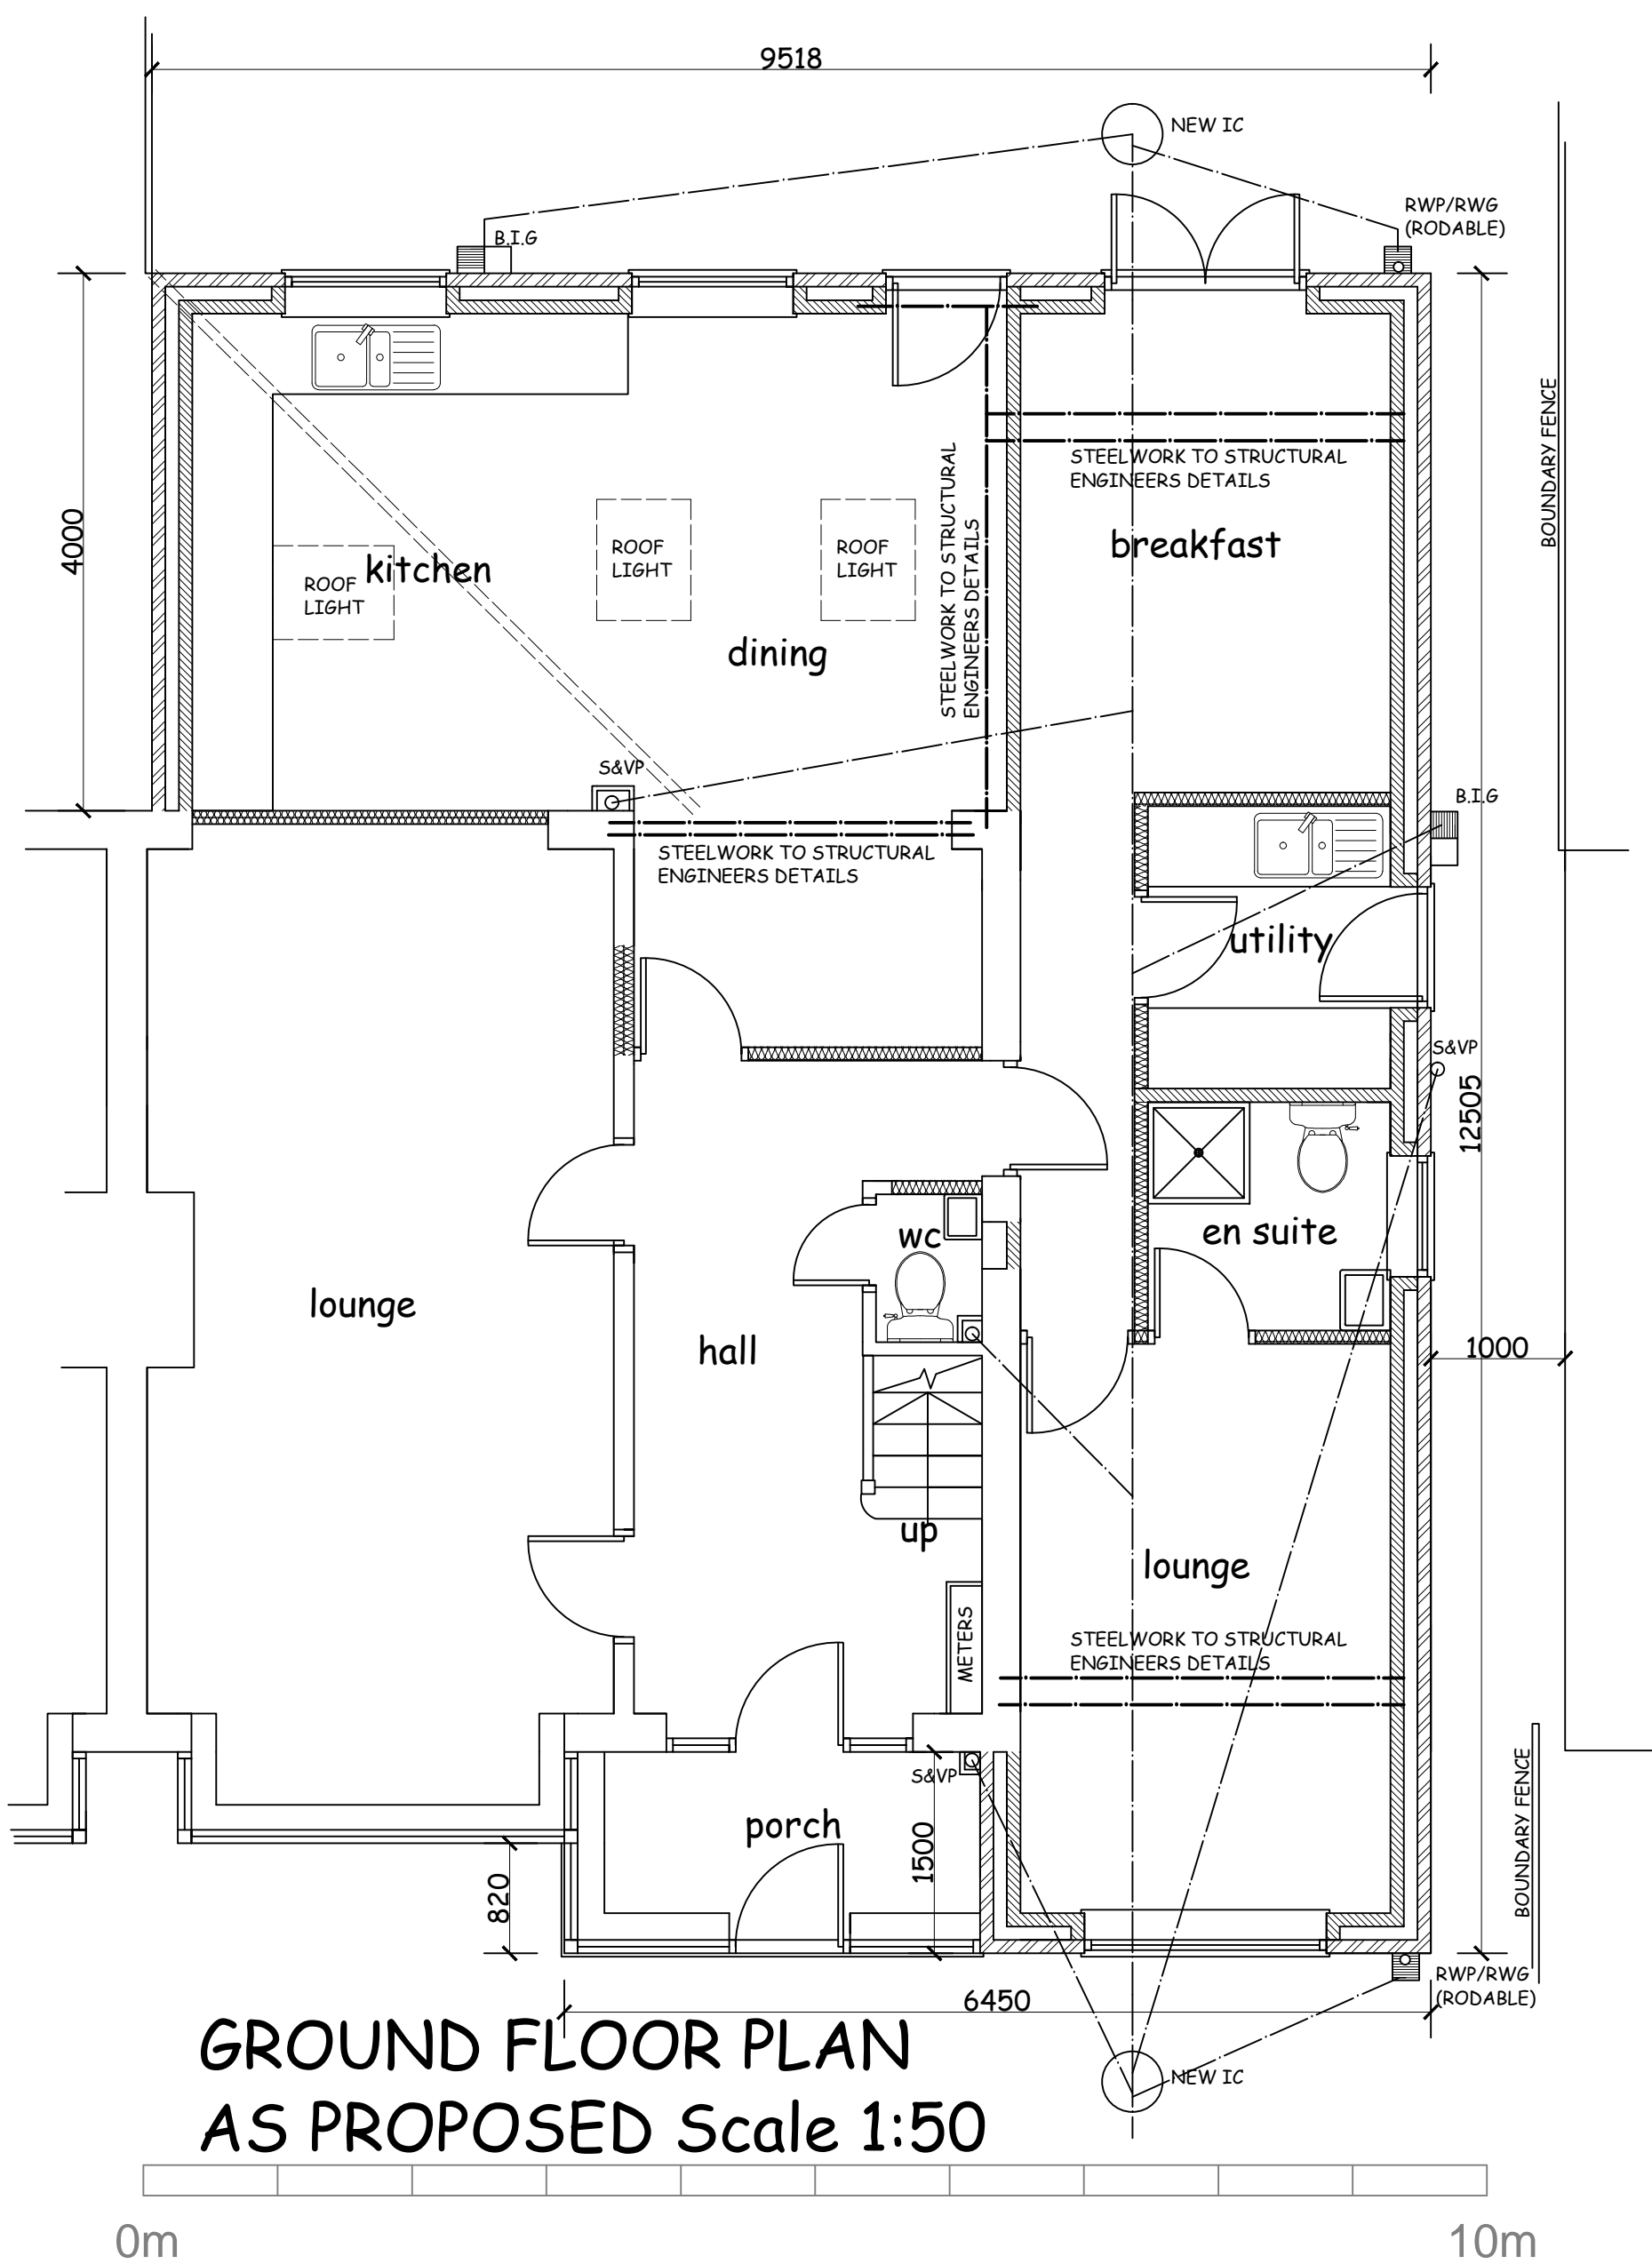 9518
NEW IC
RWP/RWG
(RODABLE)
B.I.G
BOUNDARY FENCE
4000
STEELWORK TO STRUCTURAL
ENGINEERS DETAILS
STEELWORK TO STRUCTURAL
ENGINEERS DETAILS
breakfast
ROOF
LIGHT
ROOF
LIGHT
kitchen
ROOF
LIGHT
dining
S&VP
B.I.G
STEELWORK TO STRUCTURAL
ENGINEERS DETAILS
utility
S&VP
12505
wc
en suite
lounge
hall
1000
up
lounge
METERS
STEELWORK TO STRUCTURAL
ENGINEERS DETAILS
S&VP
porch
1500
820
BOUNDARY FENCE
RWP/RWG
(RODABLE)
6450
GROUND FLOOR PLAN
NEW IC
AS PROPOSED Scale 1:50
0m
10m